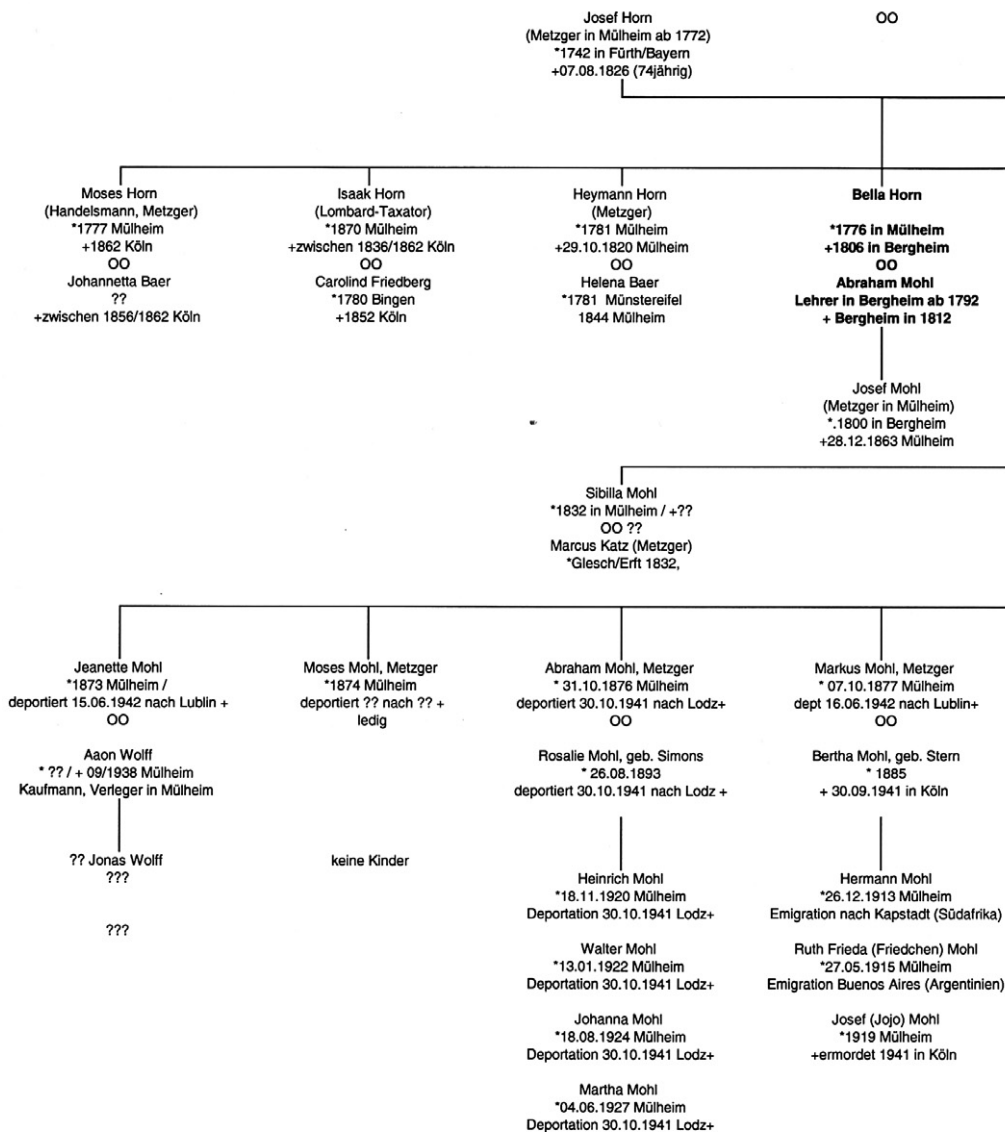 Josef Horn
(Metzger in Mülheim ab 1772)
*1742 in Fürth/Bayern
+07.08.1826 (74jährig)
OO
Moses Horn
(Handelsmann, Metzger)
*1777 Mülheim
+1862 Köln
OO
Johannetta Baer
??
+zwischen 1856/1862 Köln
Isaak Horn
(Lombard-Taxator)
*1870 Mülheim
+zwischen 1836/1862 Köln
OO
Carolind Friedberg
*1780 Bingen
+1852 Köln
Heymann Horn
(Metzger)
*1781 Mülheim
+29.10.1820 Mülheim
OO
Helena Baer
*1781 Münstereifel
1844 Mülheim
Bella Horn
*1776 in Mülheim
+1806 in Bergheim
OO
Abraham Mohl
Lehrer in Bergheim ab 1792
+ Bergheim in 1812
Josef Mohl
(Metzger in Mülheim)
*.1800 in Bergheim
+28.12.1863 Mülheim
Sibilla Mohl
*1832 in Mülheim / +??
OO ??
Marcus Katz (Metzger)
*Glesch/Erft 1832,
Jeanette Mohl
*1873 Mülheim /
deportiert 15.06.1942 nach Lublin +
OO
Aaon Wolff
* ?? / + 09/1938 Mülheim
Kaufmann, Verleger in Mülheim
?? Jonas Wolff
???
???
Moses Mohl, Metzger
*1874 Mülheim
deportiert ?? nach ?? +
ledig
keine Kinder
Abraham Mohl, Metzger
* 31.10.1876 Mülheim
deportiert 30.10.1941 nach Lodz+
OO
Rosalie Mohl, geb. Simons
* 26.08.1893
deportiert 30.10.1941 nach Lodz +
Heinrich Mohl
*18.11.1920 Mülheim
Deportation 30.10.1941 Lodz+
Walter Mohl
*13.01.1922 Mülheim
Deportation 30.10.1941 Lodz+
Johanna Mohl
*18.08.1924 Mülheim
Deportation 30.10.1941 Lodz+
Martha Mohl
*04.06.1927 Mülheim
Deportation 30.10.1941 Lodz+
Markus Mohl, Metzger
* 07.10.1877 Mülheim
dept 16.06.1942 nach Lublin+
OO
Bertha Mohl, geb. Stern
* 1885
+ 30.09.1941 in Köln
Hermann Mohl
*26.12.1913 Mülheim
Emigration nach Kapstadt (Südafrika)
Ruth Frieda (Friedchen) Mohl
*27.05.1915 Mülheim
Emigration Buenos Aires (Argentinien)
Josef (Jojo) Mohl
*1919 Mülheim
+ermordet 1941 in Köln